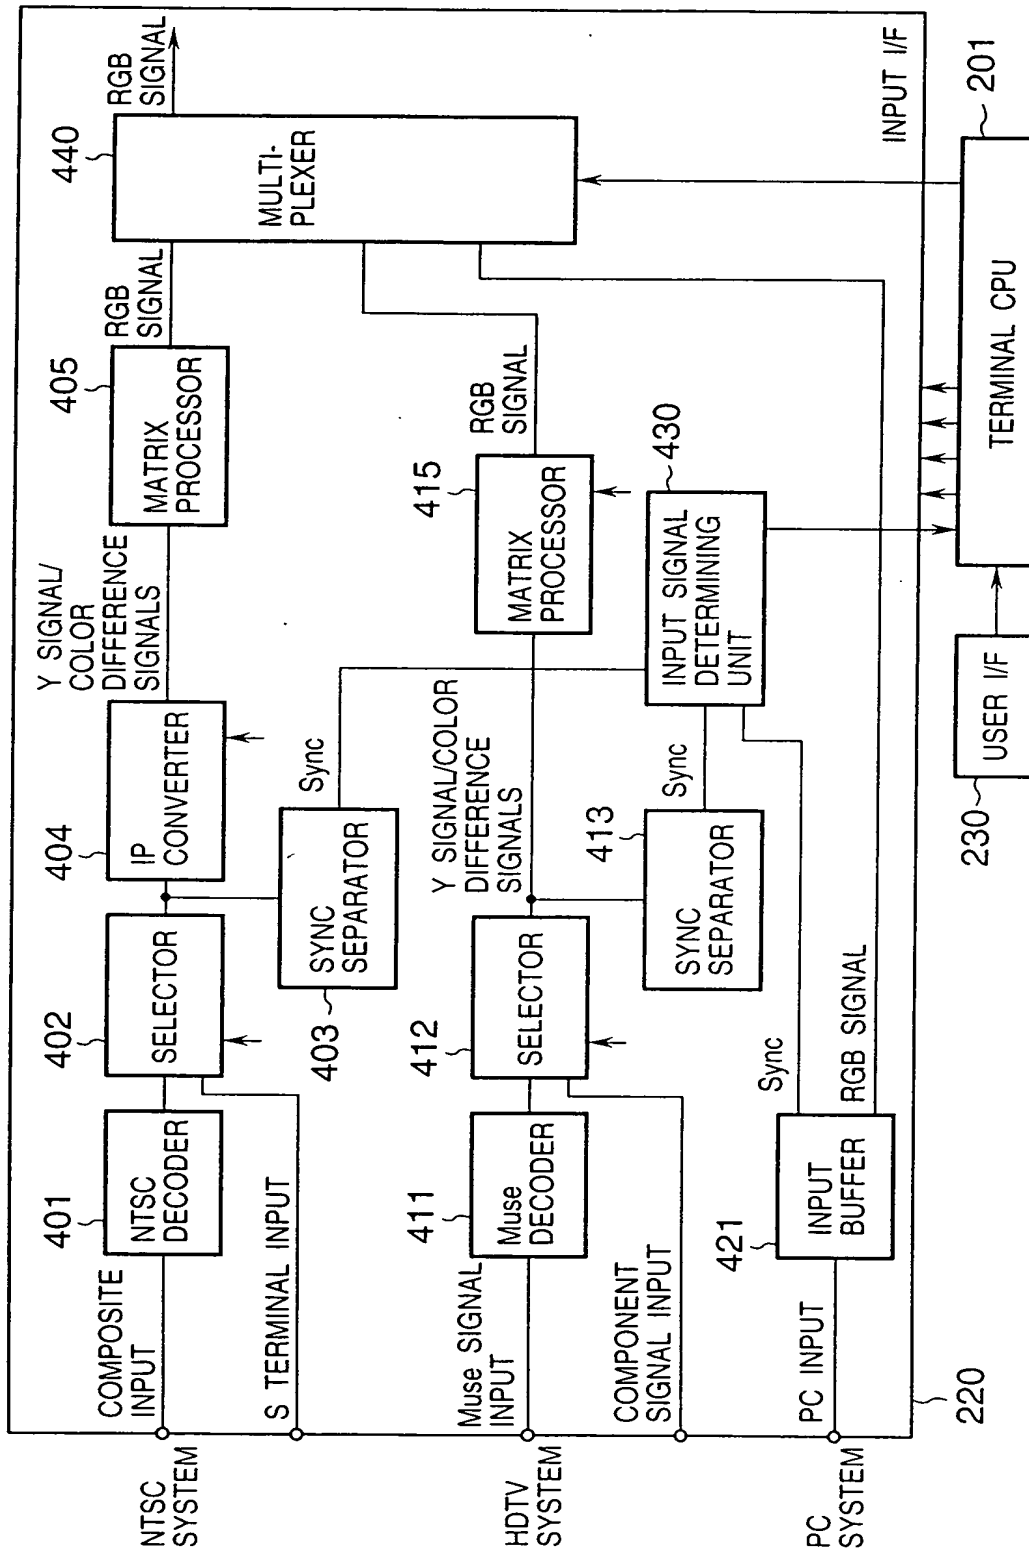 NTSC
SYSTEM
COMPOSITE
INPUT
401
NTSC
DECODER
402
SELECTOR
404
IP
CONVERTER
Y SIGNAL/
COLOR
DIFFERENCE
SIGNALS
405
MATRIX
PROCESSOR
RGB
SIGNAL
440
MULTI-
PLEXER
RGB
SIGNAL
S TERMINAL INPUT
403
SYNC
SEPARATOR
Sync
HDTV
SYSTEM
Muse SIGNAL
INPUT
411
Muse
DECODER
412
SELECTOR
Y SIGNAL/COLOR
DIFFERENCE
SIGNALS
415
MATRIX
PROCESSOR
RGB
SIGNAL
COMPONENT
SIGNAL INPUT
413
SYNC
SEPARATOR
Sync
430
INPUT SIGNAL
DETERMINING
UNIT
PC
SYSTEM
PC INPUT
421
INPUT
BUFFER
Sync
RGB SIGNAL
INPUT I/F
220
230
USER I/F
TERMINAL CPU
201